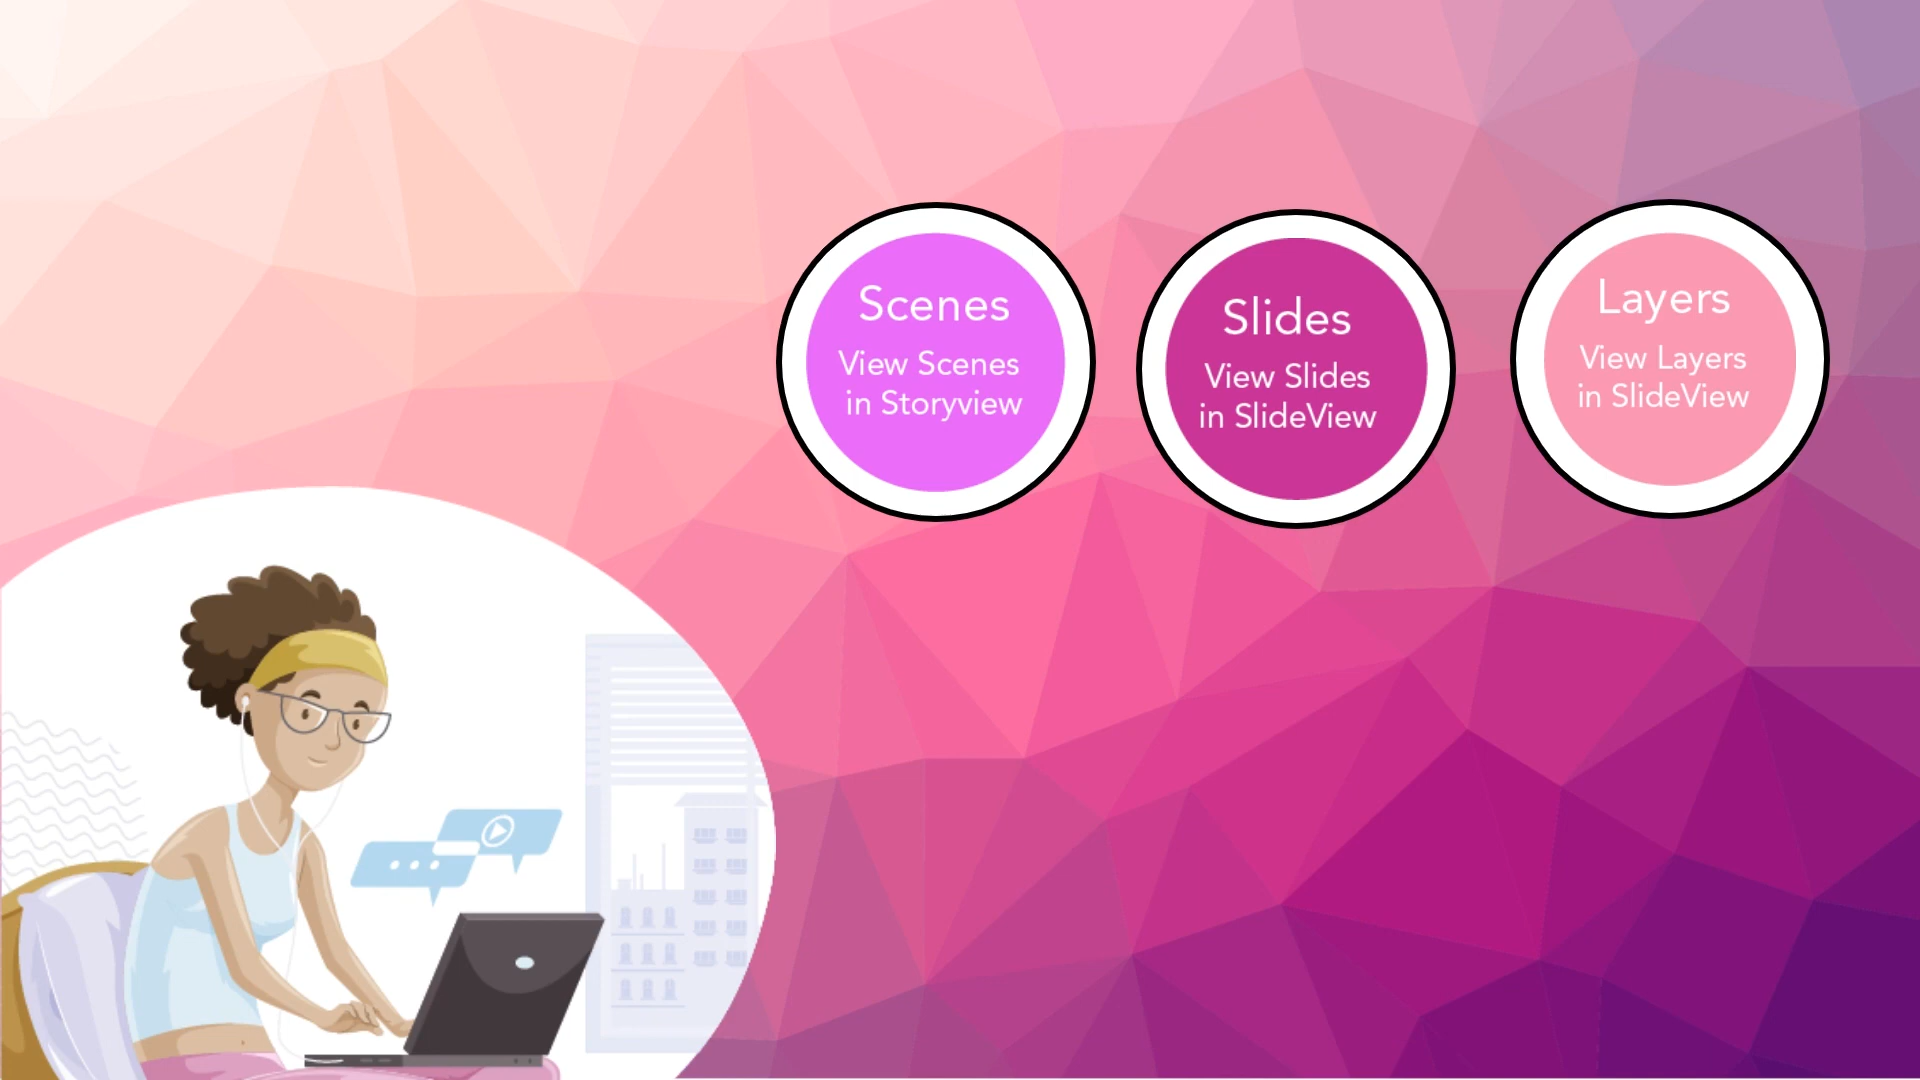 Scenes
View Scenes
in Storyview
Slides
View Slides
in SlideView
Layers
View Layers
in SlideView